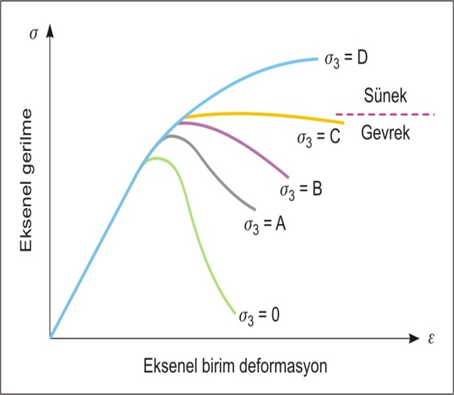 σ
σ₃ = D
Sünek
σ₃ = C
Gevrek
σ₃ = B
σ₃ = A
σ₃ = 0
Eksenel gerilme
ε
Eksenel birim deformasyon